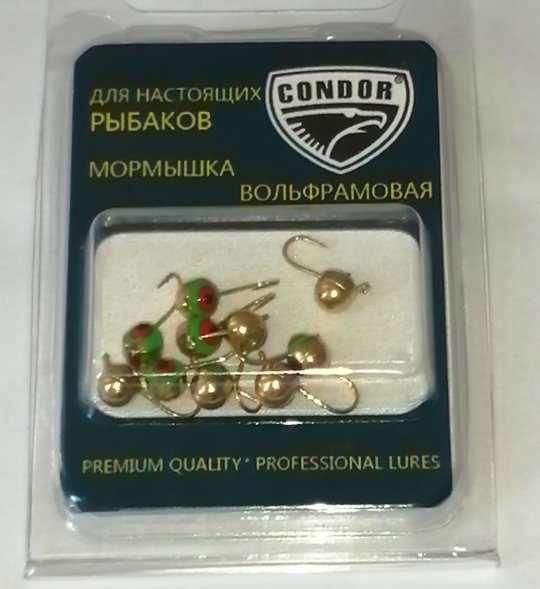 CONDOR®
ДЛЯ НАСТОЯЩИХ
РЫБАКОВ
МОРМЫШКА
ВОЛЬФРАМОВАЯ
PREMIUM QUALITY* PROFESSIONAL LURES